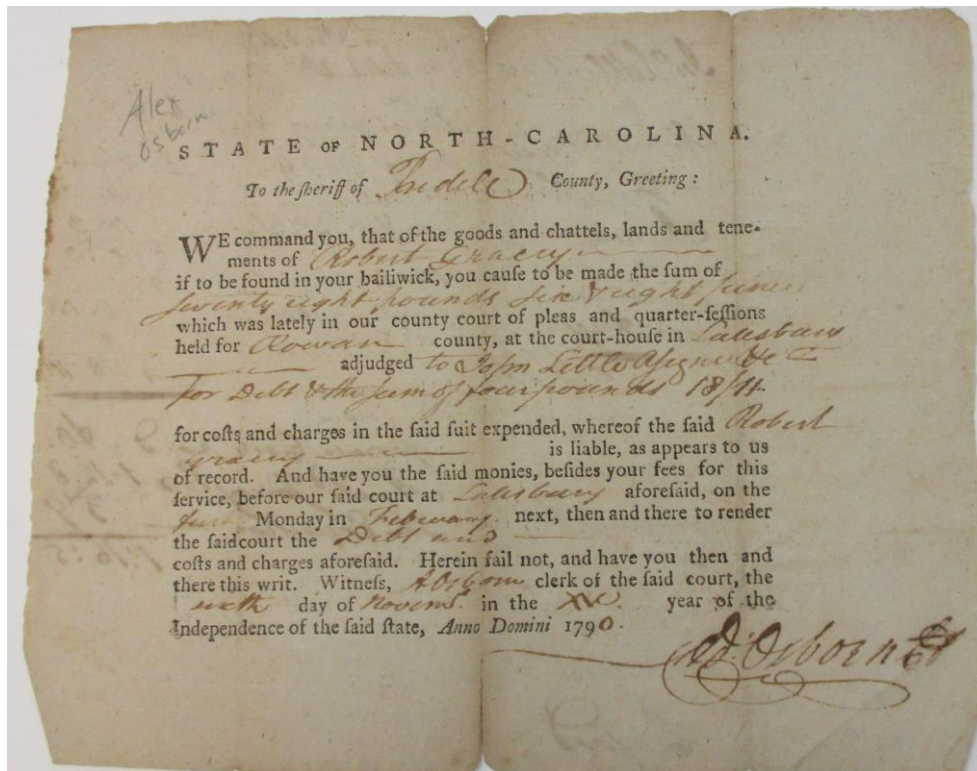 Alex
Osborn
STATE OF NORTH-CAROLINA.
To the ſheriff of Iredell County, Greeting:
WE command you, that of the goods and chattels, lands and tene-
ments of Robert Gracey
if to be found in your bailiwick, you cauſe to be made the ſum of
Seventy eight pounds Six & eight pence
which was lately in our county court of pleas and quarter-ſeſſions
held for Rowan county, at the court-houſe in Salisbury
adjudged to John Little Aſsignee &c
for Debt & the Sum of four pounds 18/11.
for coſts and charges in the ſaid ſuit expended, whereof the ſaid Robert
Gracey is liable, as appears to us
of record. And have you the ſaid monies, beſides your fees for this
ſervice, before our ſaid court at Salisbury aforeſaid, on the
first Monday in February next, then and there to render
the ſaid court the Debt and
coſts and charges aforeſaid. Herein fail not, and have you then and
there this writ. Witneſs, AdOsborn clerk of the ſaid court, the
day of Novemr. in the XV. year of the
Independence of the ſaid ſtate, Anno Domini 1790.
Ad: Osborn